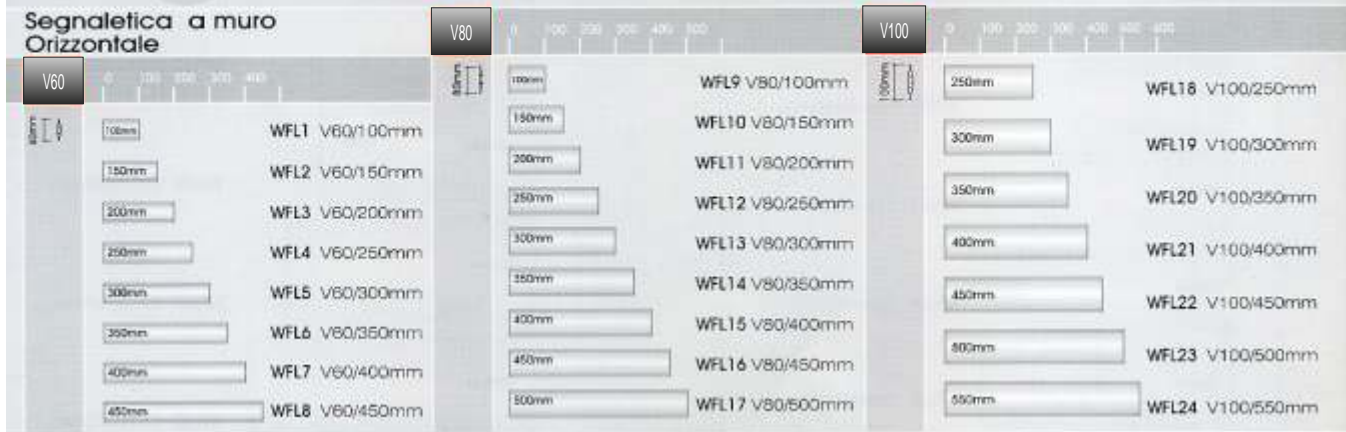 Segnaletica a muro
Orizzontale
V60
0 100 200 300 400
60mm
100mm WFL1 V60/100mm
150mm WFL2 V60/150mm
200mm WFL3 V60/200mm
250mm WFL4 V60/250mm
300mm WFL5 V60/300mm
350mm WFL6 V60/350mm
400mm WFL7 V60/400mm
450mm WFL8 V60/450mm
V80
0 100 200 300 400 500
80mm
100mm WFL9 V80/100mm
150mm WFL10 V80/150mm
200mm WFL11 V80/200mm
250mm WFL12 V80/250mm
300mm WFL13 V80/300mm
350mm WFL14 V80/350mm
400mm WFL15 V80/400mm
450mm WFL16 V80/450mm
500mm WFL17 V80/500mm
V100
0 100 200 300 400 500 600
100mm
250mm WFL18 V100/250mm
300mm WFL19 V100/300mm
350mm WFL20 V100/350mm
400mm WFL21 V100/400mm
450mm WFL22 V100/450mm
500mm WFL23 V100/500mm
550mm WFL24 V100/550mm